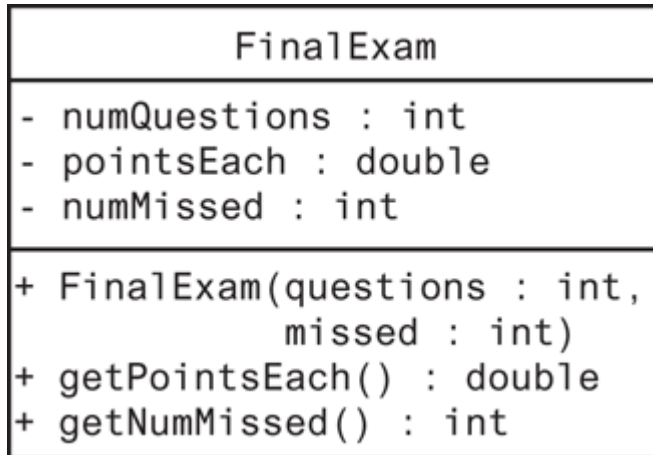 FinalExam
- numQuestions : int
- pointsEach : double
- numMissed : int
+ FinalExam(questions : int,
missed : int)
+ getPointsEach() : double
+ getNumMissed() : int